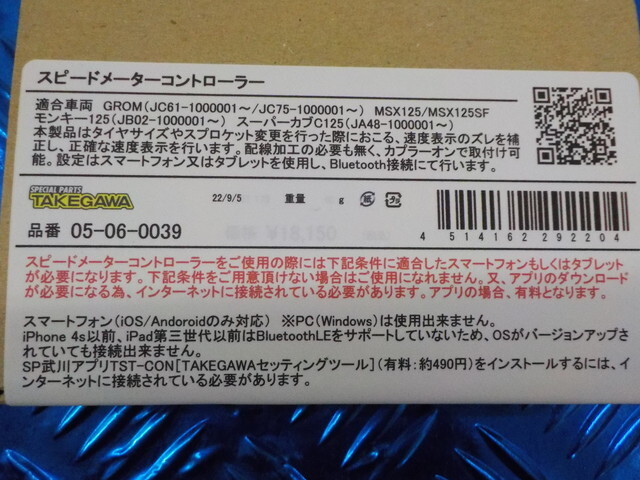 スピードメーターコントローラー
適合車両 GROM(JC61-1000001～/JC75-1000001～) MSX125/MSX125SF
モンキー125(JB02-1000001～) スーパーカブC125(JA48-1000001～)
本製品はタイヤサイズやスプロケット変更を行った際におこる、速度表示のズレを補
正し、正確な速度表示を行います。配線加工の必要も無く、カプラーオンで取付け可
能。設定はスマートフォン又はタブレットを使用し、Bluetooth接続にて行います。
SPECIAL PARTS
TAKEGAWA
22/9/5 重量 g 紙 プラ
品番 05-06-0039
¥18,150
4 514162 292204
スピードメーターコントローラーをご使用の際には下記条件に適合したスマートフォンもしくはタブレット
が必要になります。下記条件をご用意頂けない場合はご使用になれません。又、アプリのダウンロード
が必要になる為、インターネットに接続されている必要があります。アプリの場合、有料となります。
スマートフォン(iOS/Andoroidのみ対応) ※PC(Windows)は使用出来ません。
iPhone 4s以前、iPad第三世代以前はBluetoothLEをサポートしていないため、OSがバージョンアップさ
れていても接続出来ません。
SP武川アプリTST-CON[TAKEGAWAセッティングツール](有料：約490円)をインストールするには、イ
ンターネットに接続されている必要があります。